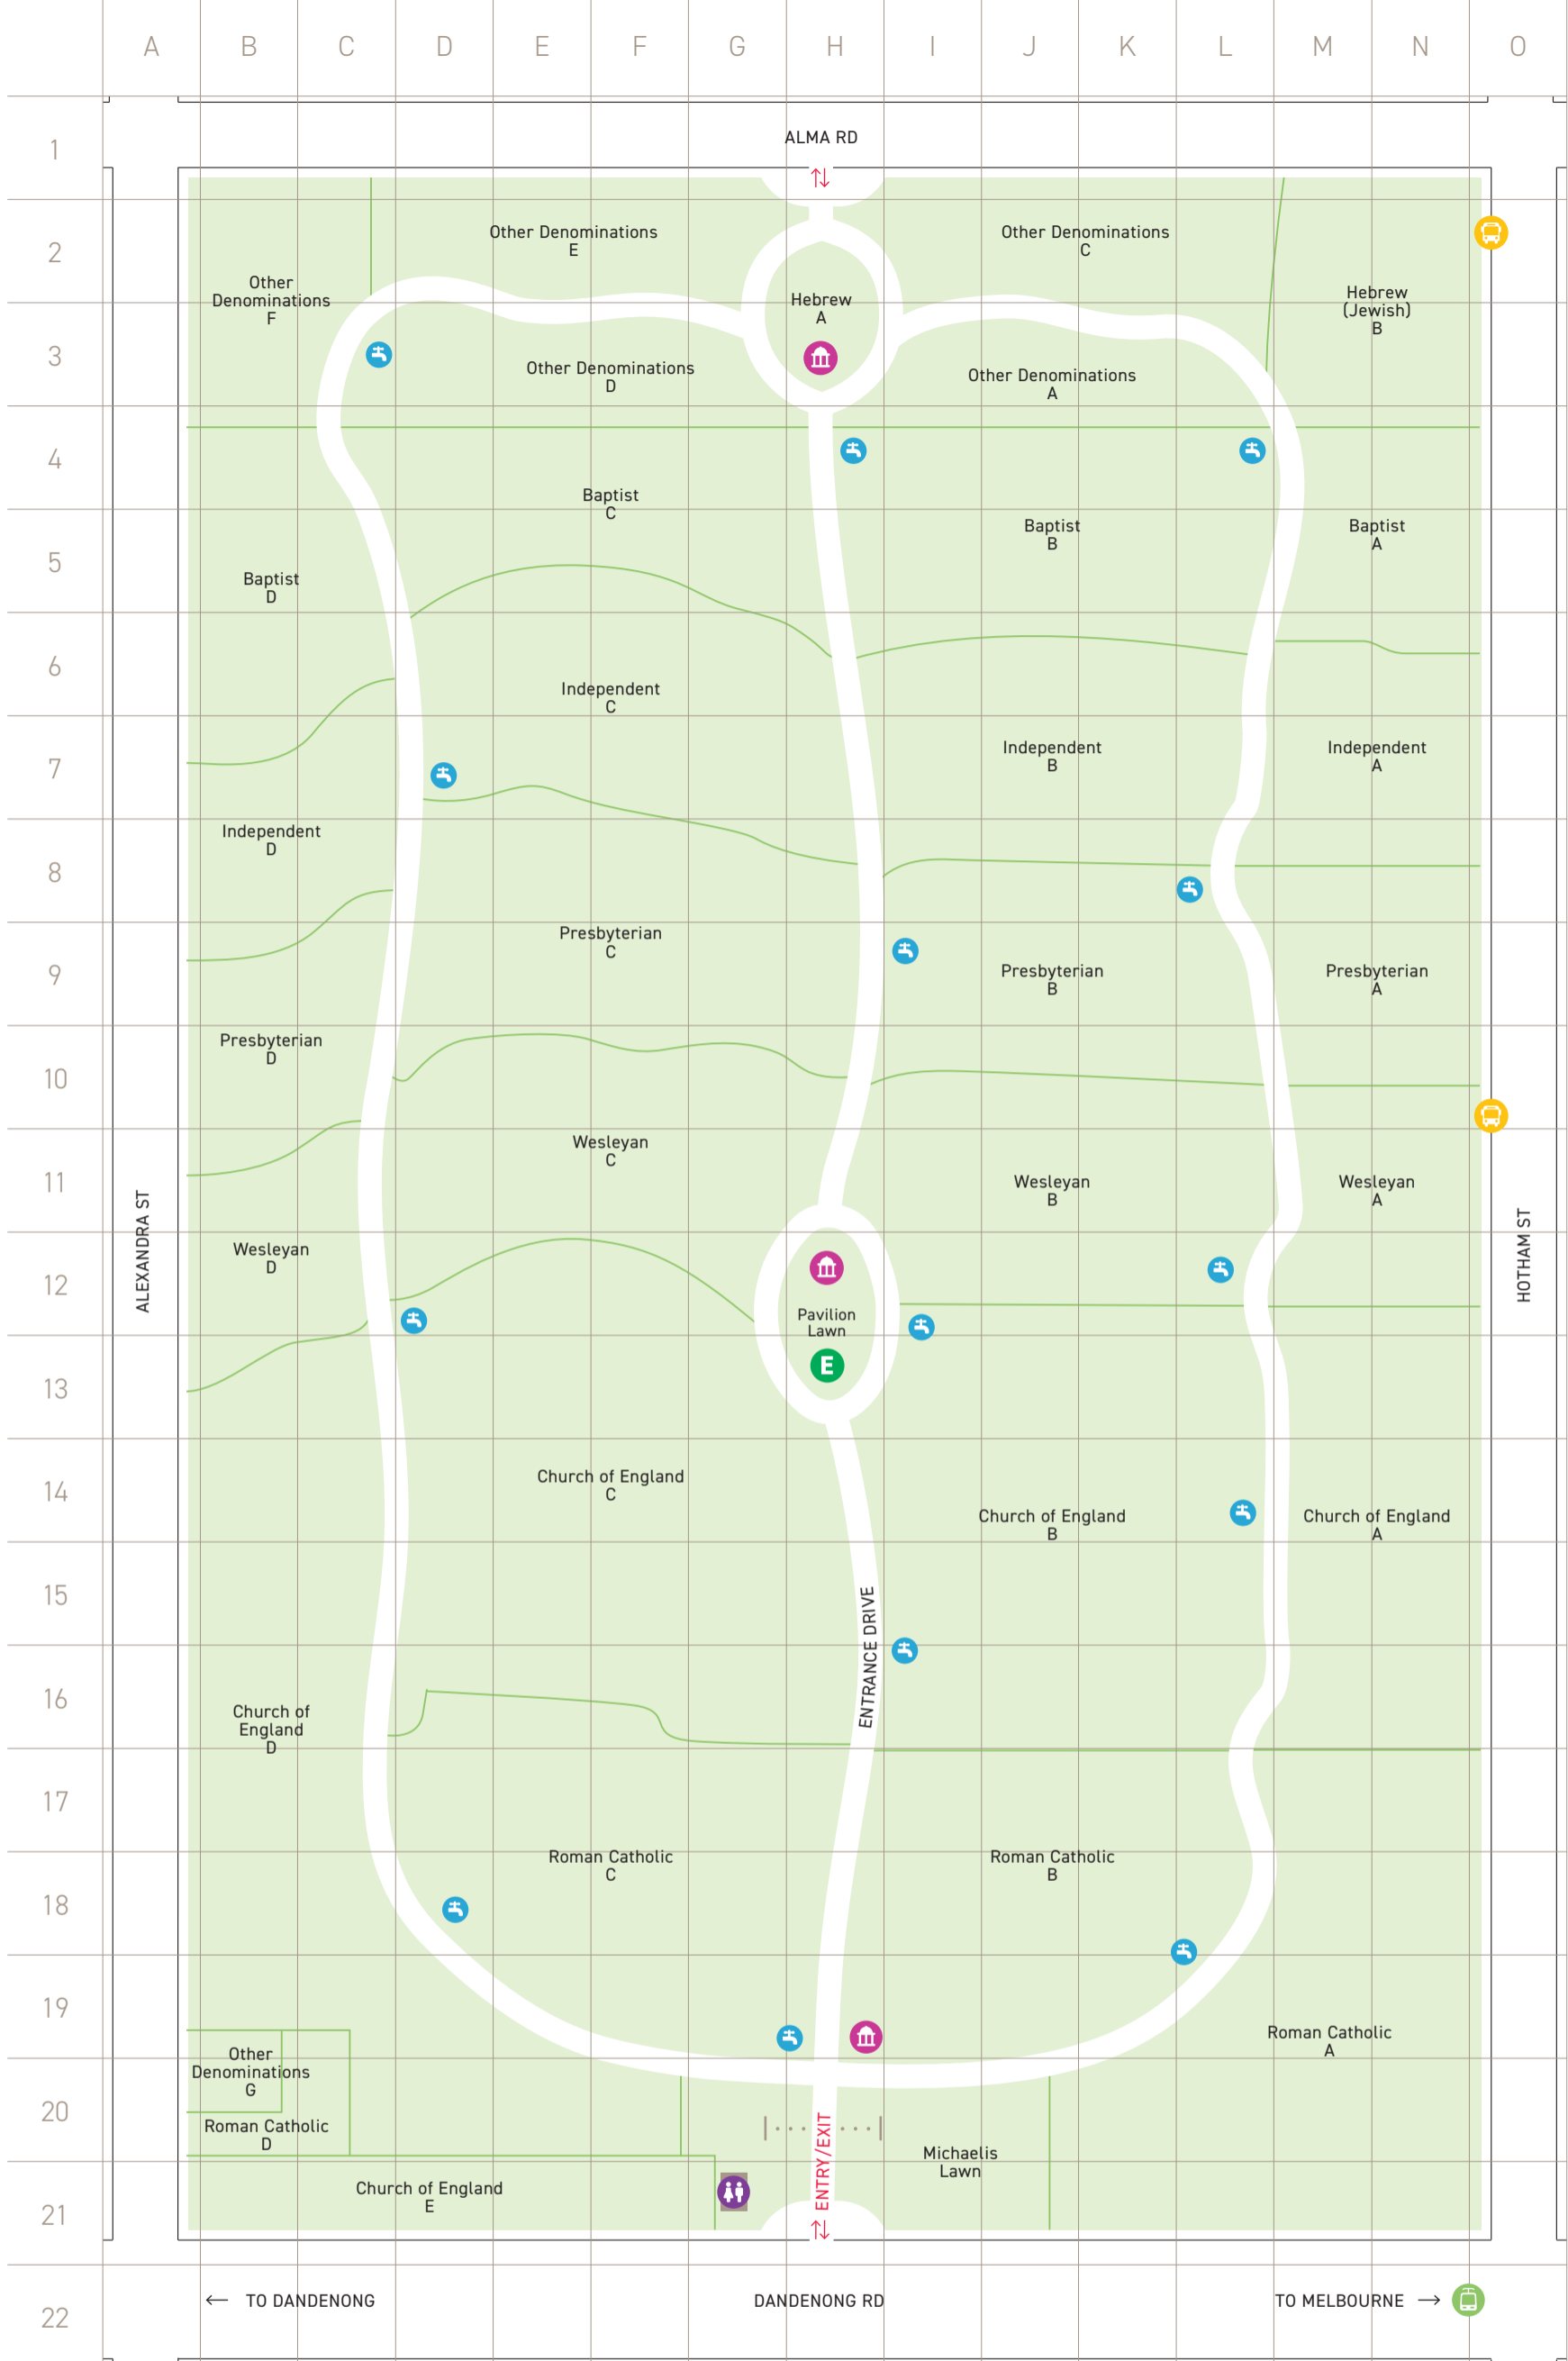 A B C D E F G H I J K L M N O
1
ALMA RD
2
Other Denominations
E
Other Denominations
C
Other
Denominations
F
Hebrew
A
Hebrew
(Jewish)
B
3
Other Denominations
D
Other Denominations
A
4
Baptist
C
5
Baptist
B
Baptist
A
Baptist
D
6
Independent
C
7
Independent
B
Independent
A
8
Independent
D
Presbyterian
C
9
Presbyterian
B
Presbyterian
A
10
Presbyterian
D
Wesleyan
C
11
Wesleyan
B
Wesleyan
A
ALEXANDRA ST
HOTHAM ST
12
Wesleyan
D
Pavilion
Lawn
E
13
14
Church of England
C
Church of England
B
Church of England
A
15
ENTRANCE DRIVE
16
Church of
England
D
17
18
Roman Catholic
C
Roman Catholic
B
19
Roman Catholic
A
Other
Denominations
G
20
Roman Catholic
D
ENTRY/EXIT
Michaelis
Lawn
21
Church of England
E
22
← TO DANDENONG
DANDENONG RD
TO MELBOURNE →